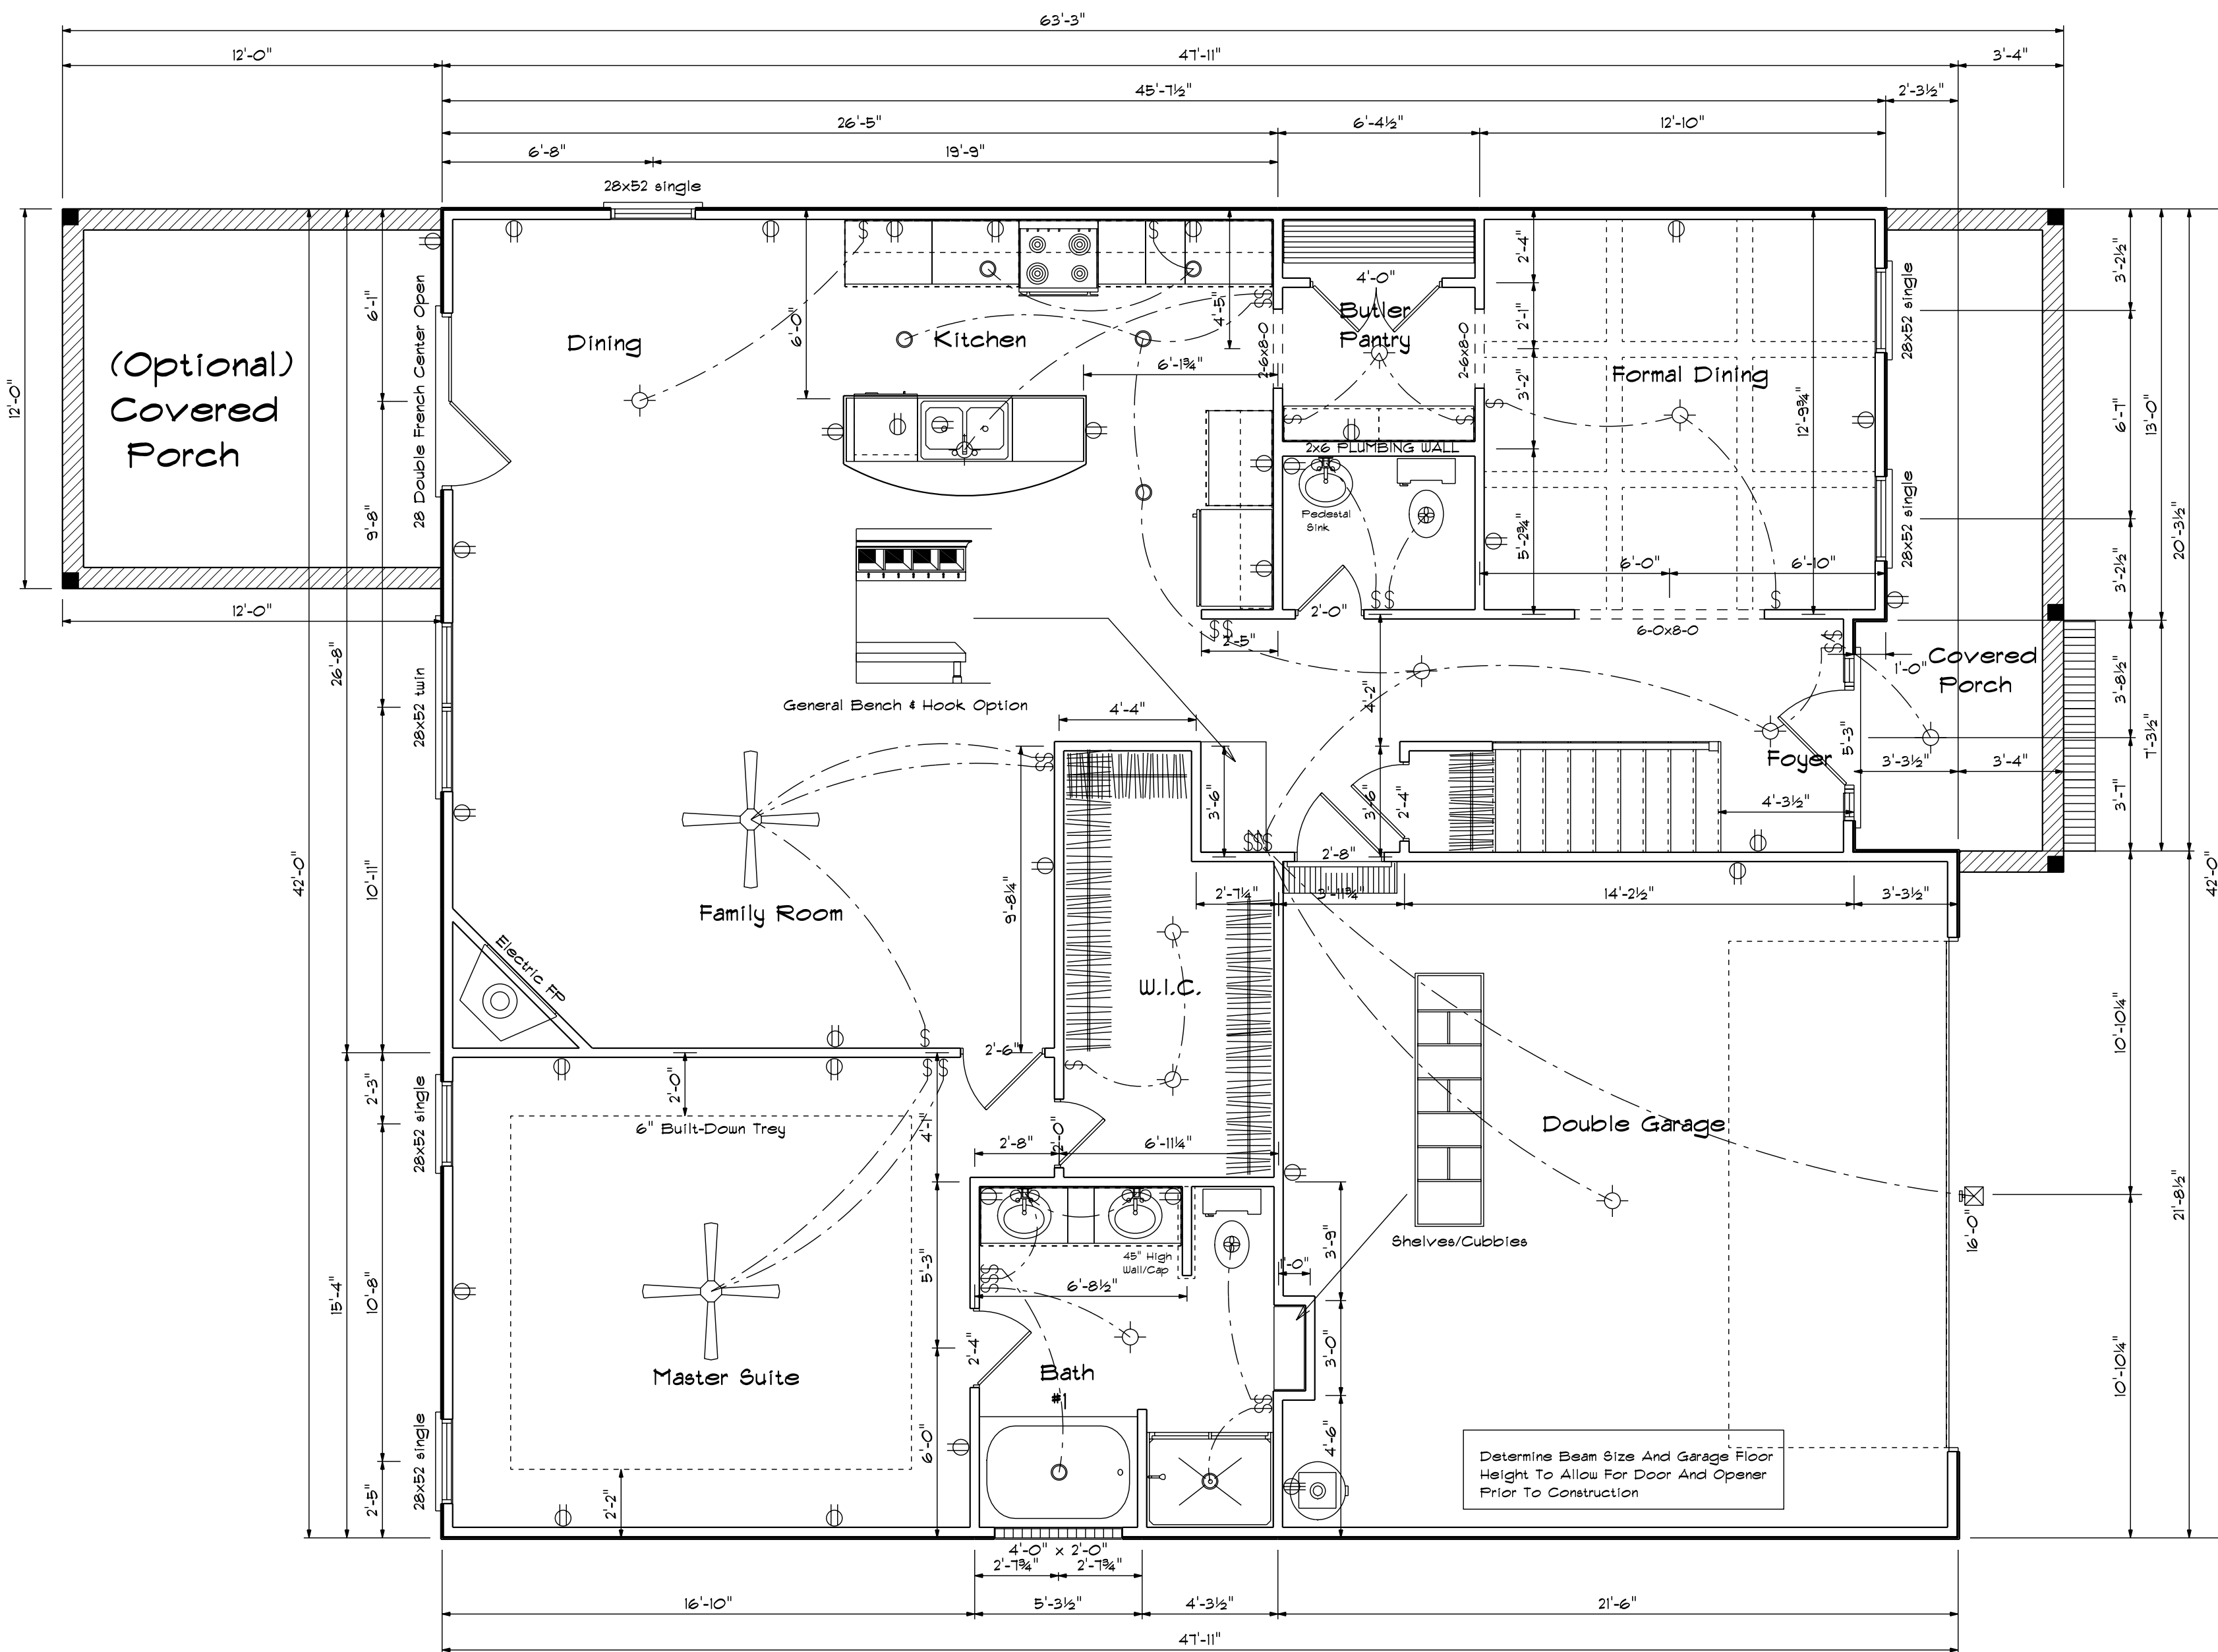 63'-3"
12'-0"
47'-11"
3'-4"
45'-7½"
2'-3½"
26'-5"
6'-4½"
12'-10"
6'-8"
19'-9"
28x52 single
12'-0"
42'-0"
26'-8"
6'-1"
9'-8"
28 Double French Center Open
(Optional)
Covered
Porch
12'-0"
Dining
6'-0"
Kitchen
4'-5"
6'-1¾"
2-6x8-0
4'-0"
Butler
Pantry
2-6x8-0
2'-4"
2'-1"
3'-2"
5'-2¾"
Formal Dining
12'-9¾"
28x52 single
28x52 single
3'-2½"
6'-7"
13'-0"
3'-2½"
20'-3½"
2x6 PLUMBING WALL
Pedestal
Sink
2'-0"
6'-0"
6'-10"
6-0x8-0
2'-5"
General Bench & Hook Option
28x52 twin
10'-11"
4'-4"
4'-2"
3'-6"
3'-6"
2'-4"
2'-8"
Foyer
5'-3"
1'-0"
Covered
Porch
3'-3½"
3'-4"
4'-3½"
3'-8½"
7'-3½"
3'-7"
42'-0"
2'-7¼"
3'-11¾"
14'-2½"
3'-3½"
Family Room
Electric FP
9'-8¼"
W.I.C.
2'-6"
2'-0"
2'-3"
28x52 single
15'-4"
10'-8"
2'-5"
28x52 single
6" Built-Down Trey
4'-1"
2'-8"
2'-0"
6'-11¼"
Master Suite
2'-2"
5'-3"
2'-4"
6'-0"
45" High
Wall/Cap
6'-8½"
Bath
#1
1'-0"
3'-9"
3'-0"
4'-6"
Shelves/Cubbies
Double Garage
16'-0"
10'-10¼"
10'-10¼"
21'-8½"
Determine Beam Size And Garage Floor
Height To Allow For Door And Opener
Prior To Construction
4'-0" x 2'-0"
2'-7¾"
2'-7¾"
16'-10"
5'-3½"
4'-3½"
21'-6"
47'-11"